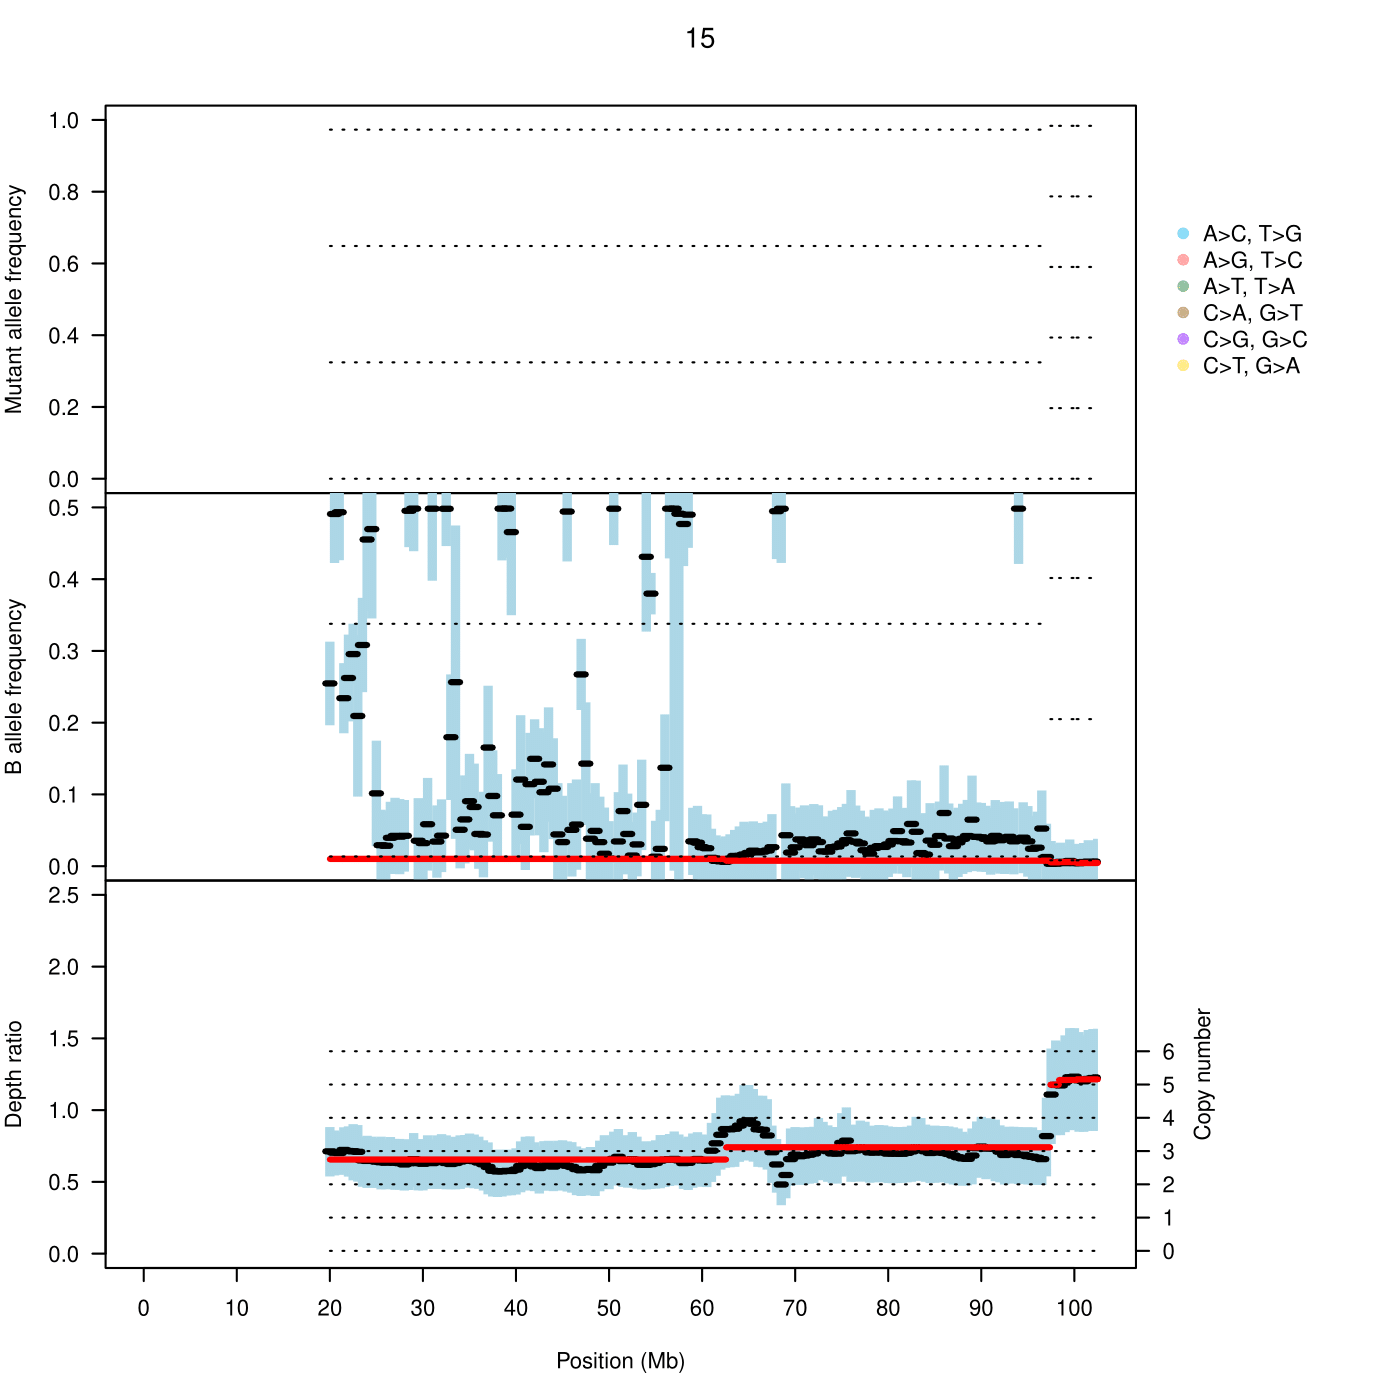 15
Mutant allele frequency
1.0
0.8
0.6
0.4
0.2
0.0
A>C, T>G
A>G, T>C
A>T, T>A
C>A, G>T
C>G, G>C
C>T, G>A
B allele frequency
0.5
0.4
0.3
0.2
0.1
0.0
Depth ratio
2.5
2.0
1.5
1.0
0.5
0.0
6
5
4
3
2
1
0
Copy number
0 10 20 30 40 50 60 70 80 90 100
Position (Mb)